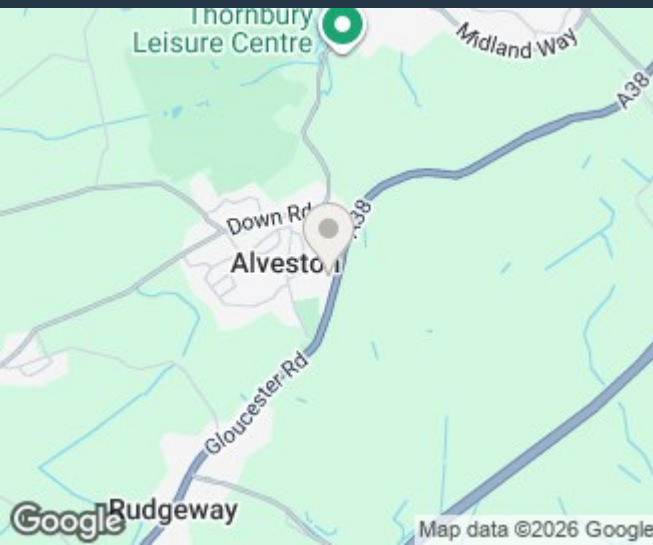 Thornbury
Leisure Centre
Midland Way
A38
Down Rd
A38
Alveston
Gloucester Rd
Rudgeway
Google
Map data ©2026 Google